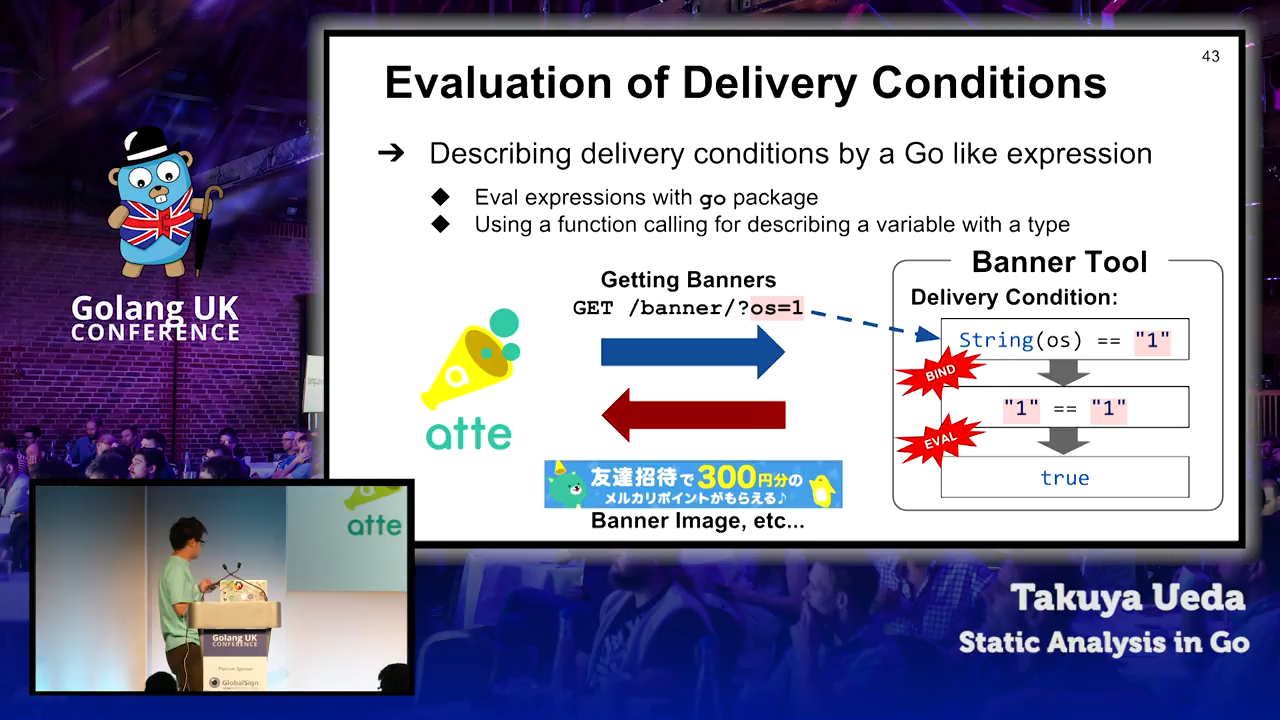 43
Evaluation of Delivery Conditions
➔ Describing delivery conditions by a Go like expression
◆ Eval expressions with go package
◆ Using a function calling for describing a variable with a type
Getting Banners
GET /banner/?os=1
atte
友達招待で300円分の
メルカリポイントがもらえる♪
Banner Image, etc...
Banner Tool
Delivery Condition:
String(os) == "1"
BIND
"1" == "1"
EVAL
true
Golang UK
CONFERENCE
atte
Golang UK
CONFERENCE
Platinum Sponsor
GlobalSign
Takuya Ueda
Static Analysis in Go